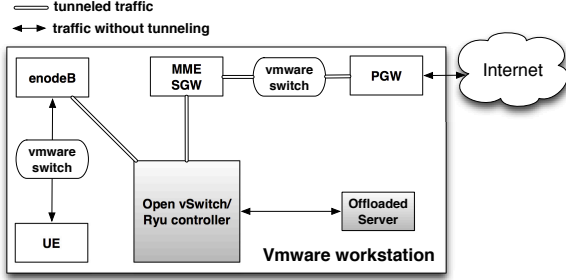 tunneled traffic
traffic without tunneling
enodeB
MME
SGW
vmware
switch
PGW
Internet
vmware
switch
Open vSwitch/
Ryu controller
Offloaded
Server
UE
Vmware workstation